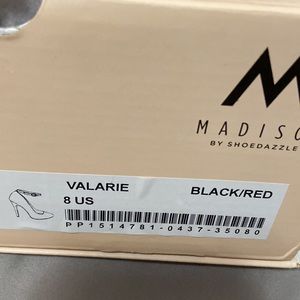 M
MADISO
BY SHOEDAZZLE
VALARIE BLACK/RED
8 US
PP1514781-0437-35080